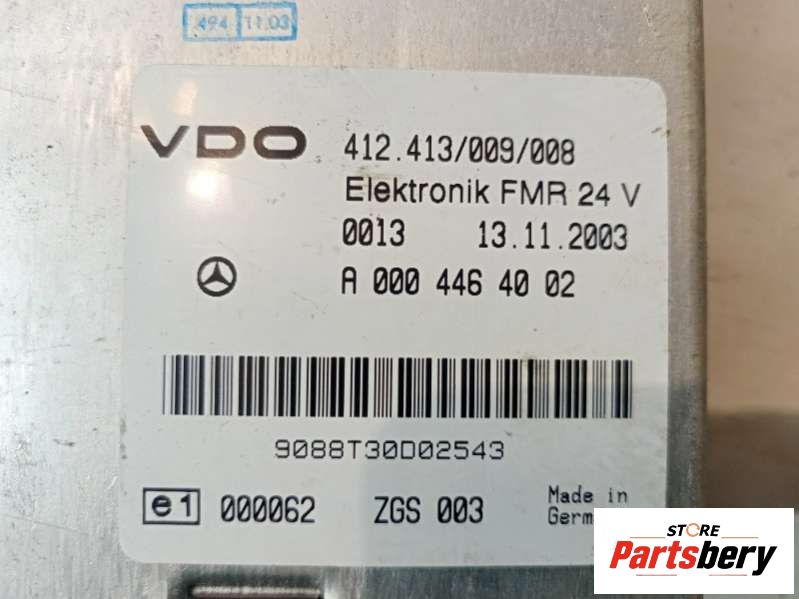 494 11.03
VDO 412.413/009/008
Elektronik FMR 24 V
0013 13.11.2003
A 000 446 40 02
9088T30D02543
e1 000062 ZGS 003 Made in
Germ
STORE
Partsbery